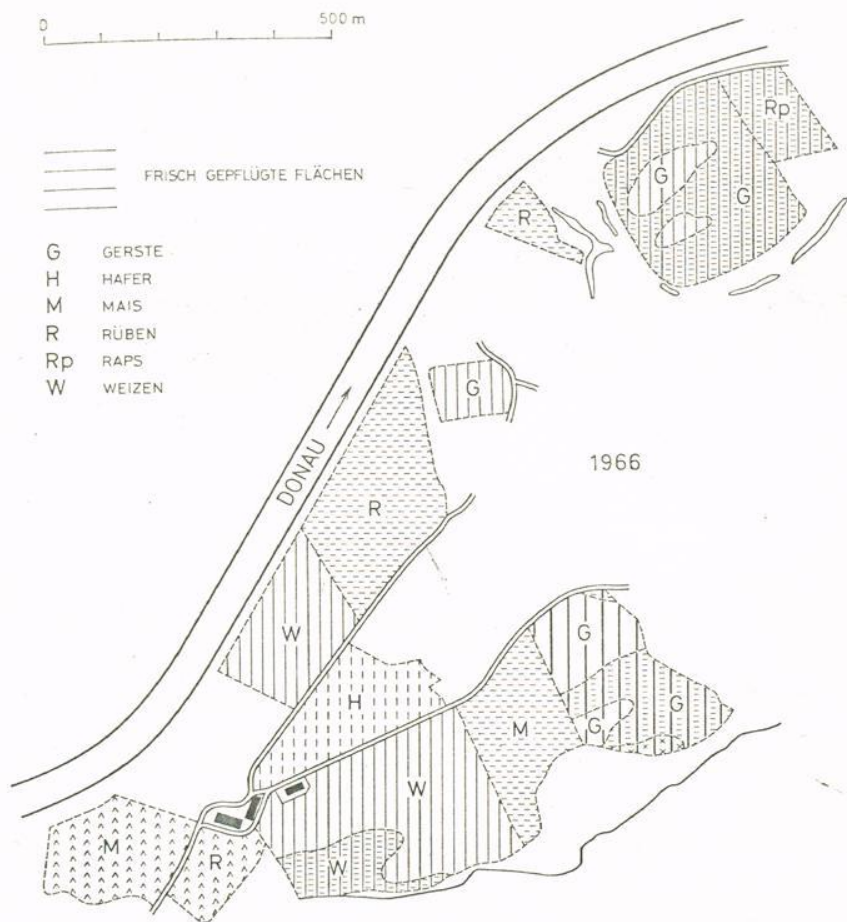 0 500 m
FRISCH GEPFLÜGTE FLÄCHEN
G GERSTE
H HAFER
M MAIS
R RÜBEN
Rp RAPS
W WEIZEN
Rp
G
G
R
G
DONAU
1966
R
W
G
H
G
M
G
W
M
R
W